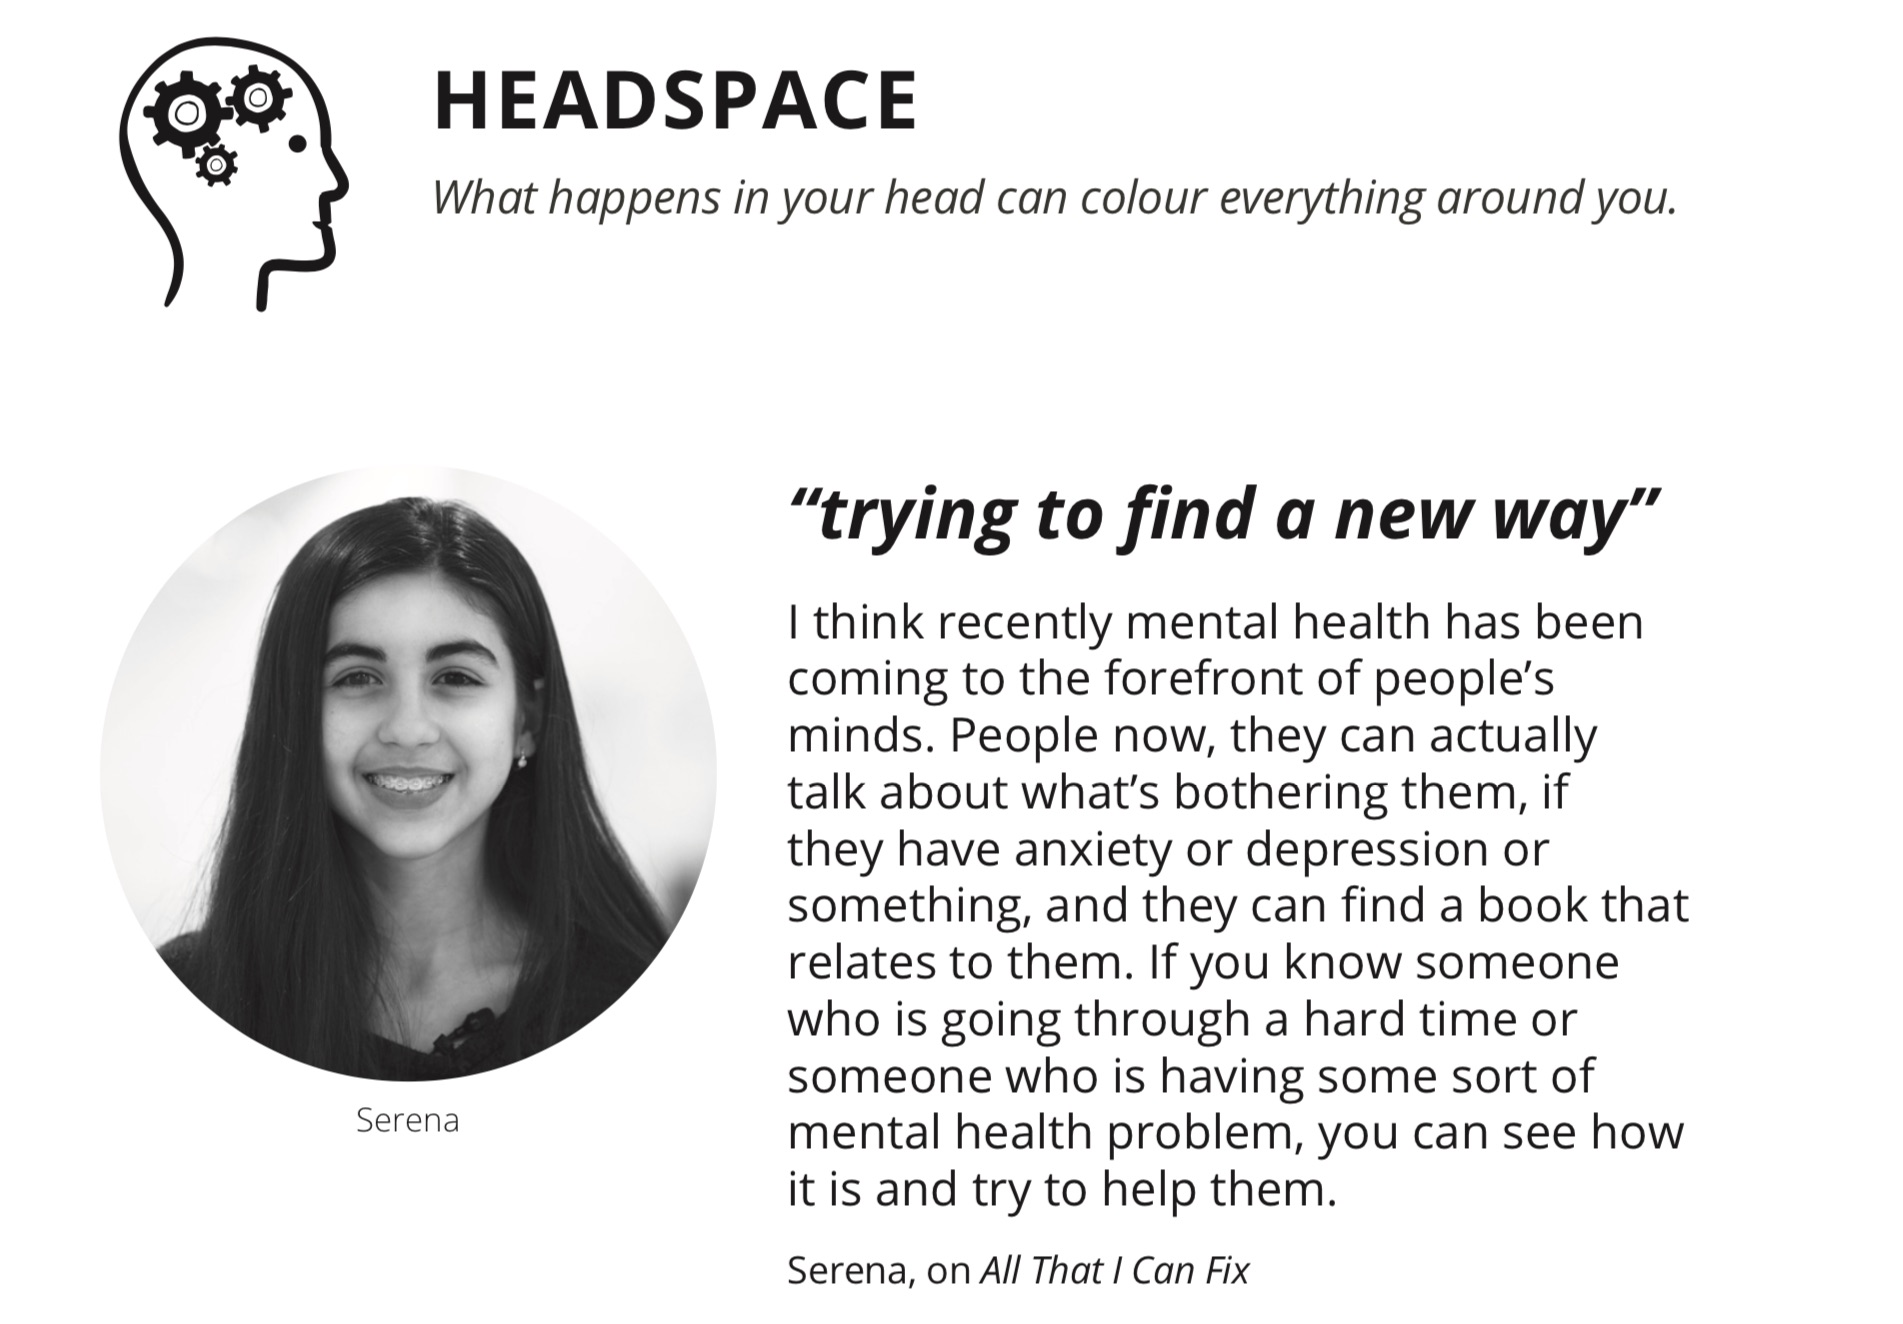 HEADSPACE
What happens in your head can colour everything around you.
“trying to find a new way”
I think recently mental health has been
coming to the forefront of people’s
minds. People now, they can actually
talk about what’s bothering them, if
they have anxiety or depression or
something, and they can find a book that
relates to them. If you know someone
who is going through a hard time or
someone who is having some sort of
mental health problem, you can see how
it is and try to help them.
Serena, on All That I Can Fix
Serena